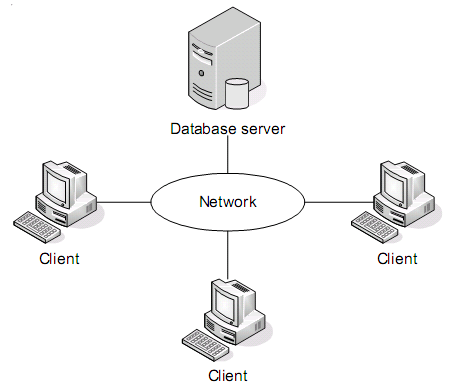 Database server
Network
Client
Client
Client